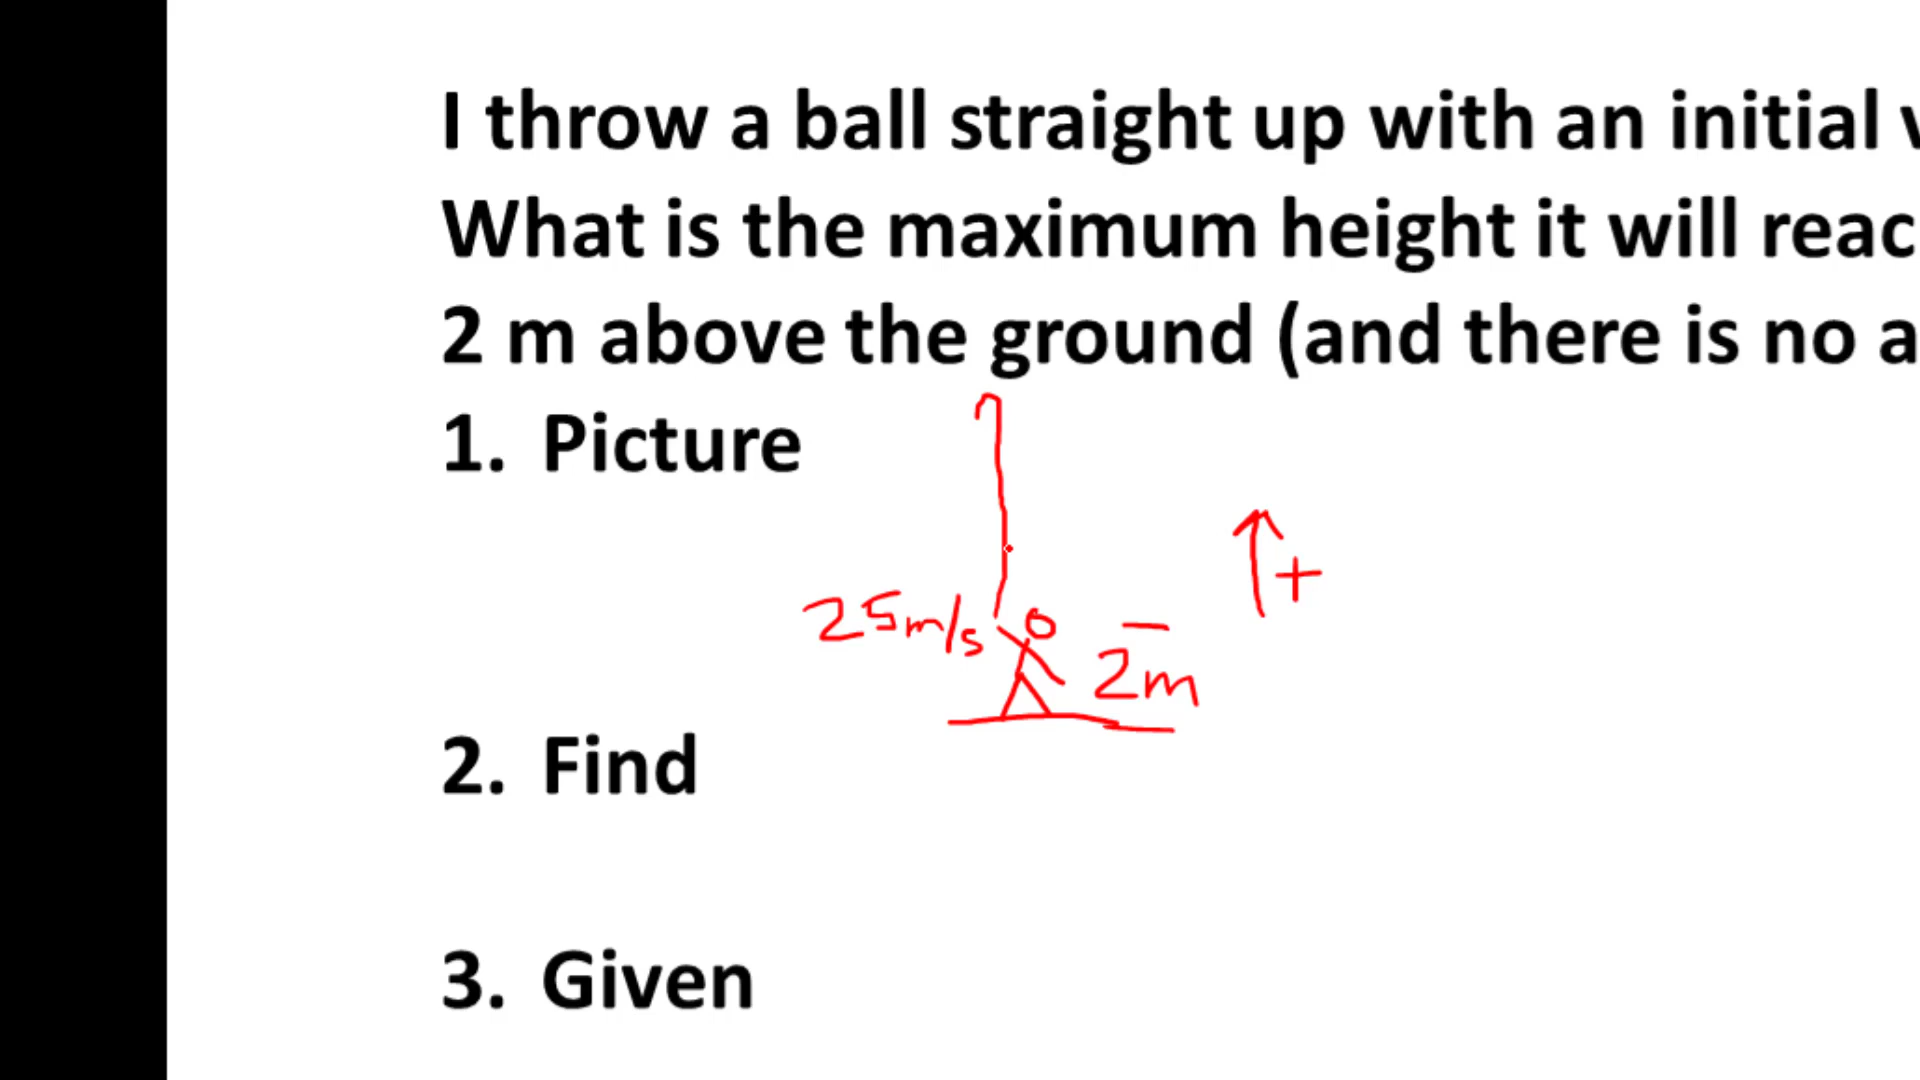 I throw a ball straight up with an initial
What is the maximum height it will reac
2 m above the ground (and there is no a
1. Picture
+
25m/s
2m
2. Find
3. Given